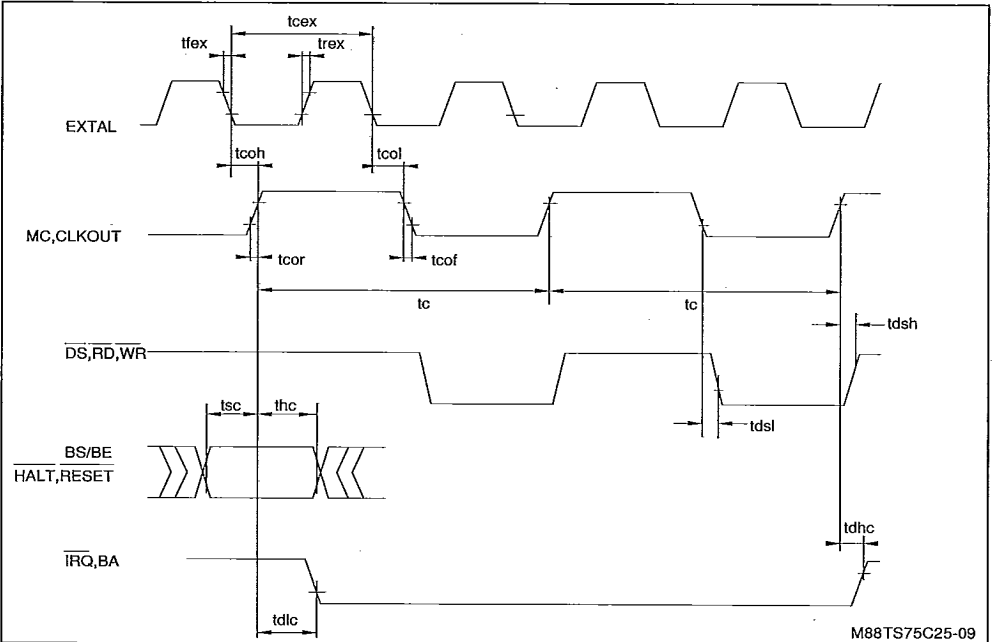 tcex
tfex
trex
EXTAL
tcoh
tcol
MC,CLKOUT
tcor
tcof
tc
tc
tdsh
DS,RD,WR
tsc
thc
tdsl
BS/BE
HALT,RESET
tdhc
IRQ,BA
tdlc
M88TS75C25-09